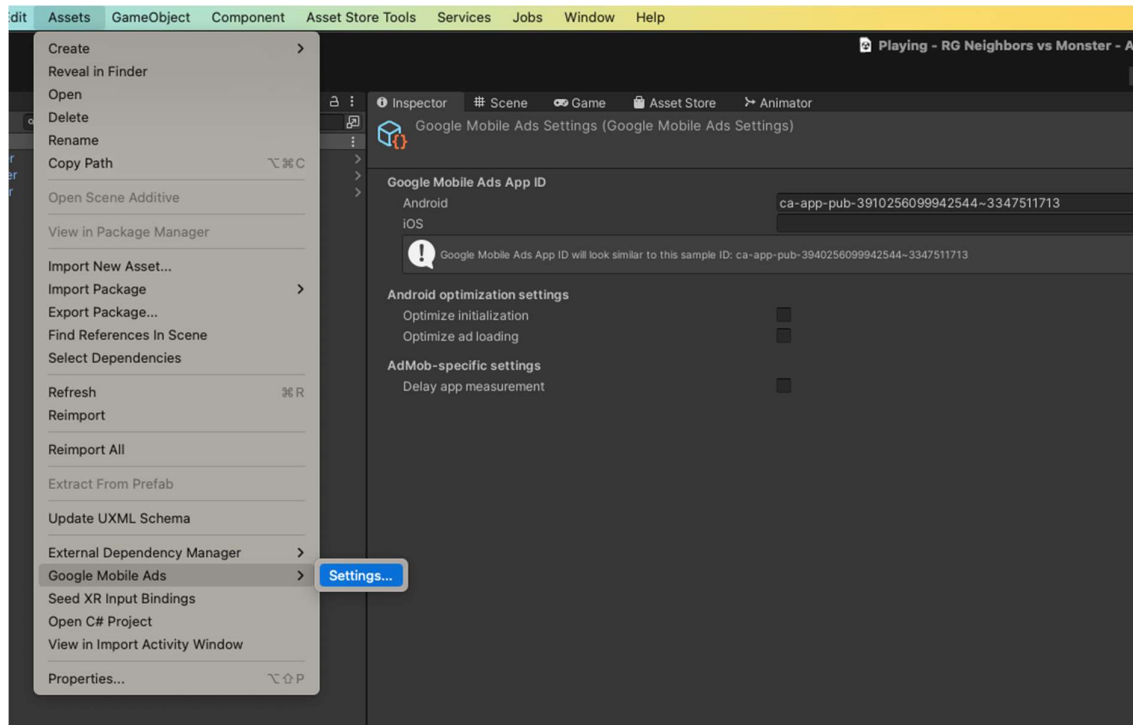 dit Assets GameObject Component Asset Store Tools Services Jobs Window Help
Playing - RG Neighbors vs Monster - A
Create
Reveal in Finder
Open
Delete
Rename
Copy Path ⌥⌘C
Open Scene Additive
View in Package Manager
Import New Asset...
Import Package
Export Package...
Find References In Scene
Select Dependencies
Refresh ⌘R
Reimport
Reimport All
Extract From Prefab
Update UXML Schema
External Dependency Manager
Google Mobile Ads
Settings...
Seed XR Input Bindings
Open C# Project
View in Import Activity Window
Properties... ⌥⇧P
r
er
r
Inspector # Scene Game Asset Store Animator
Google Mobile Ads Settings (Google Mobile Ads Settings)
Google Mobile Ads App ID
Android ca-app-pub-3910256099942544~3347511713
iOS
Google Mobile Ads App ID will look similar to this sample ID: ca-app-pub-3940256099942544~3347511713
Android optimization settings
Optimize initialization
Optimize ad loading
AdMob-specific settings
Delay app measurement